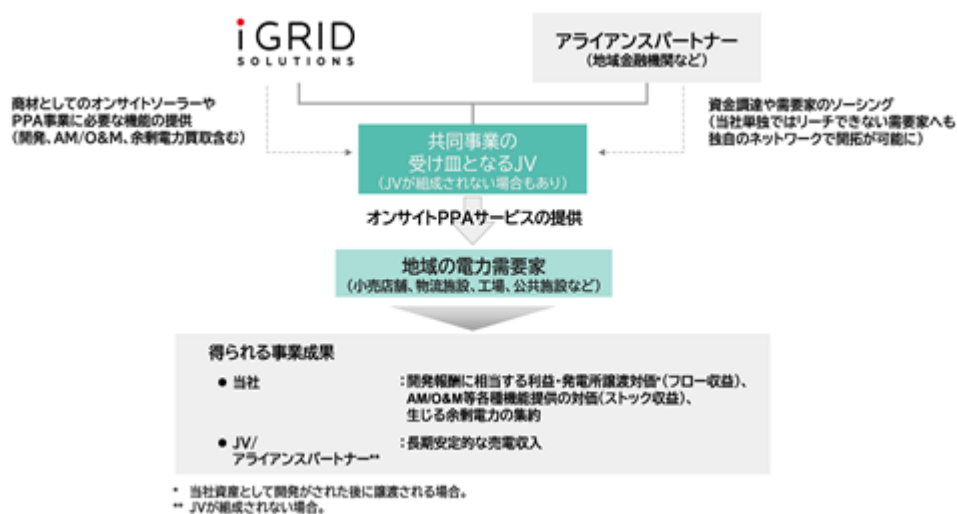 iGRID
SOLUTIONS
アライアンスパートナー
（地域金融機関など）
商材としてのオンサイトソーラーや
PPA事業に必要な機能の提供
（開発、AM/O&M、余剰電力買取含む）
資金調達や需要家のソーシング
（当社単独ではリーチできない需要家へも
独自のネットワークで開拓が可能に）
共同事業の
受け皿となるJV
（JVが組成されない場合もあり）
オンサイトPPAサービスの提供
地域の電力需要家
（小売店舗、物流施設、工場、公共施設など）
得られる事業成果
● 当社 ：開発報酬に相当する利益・発電所譲渡対価*（フロー収益）、
AM/O&M等各種機能提供の対価（ストック収益）、
生じる余剰電力の集約
● JV/ ：長期安定的な売電収入
アライアンスパートナー**
* 当社資産として開発がされた後に譲渡される場合。
** JVが組成されない場合。